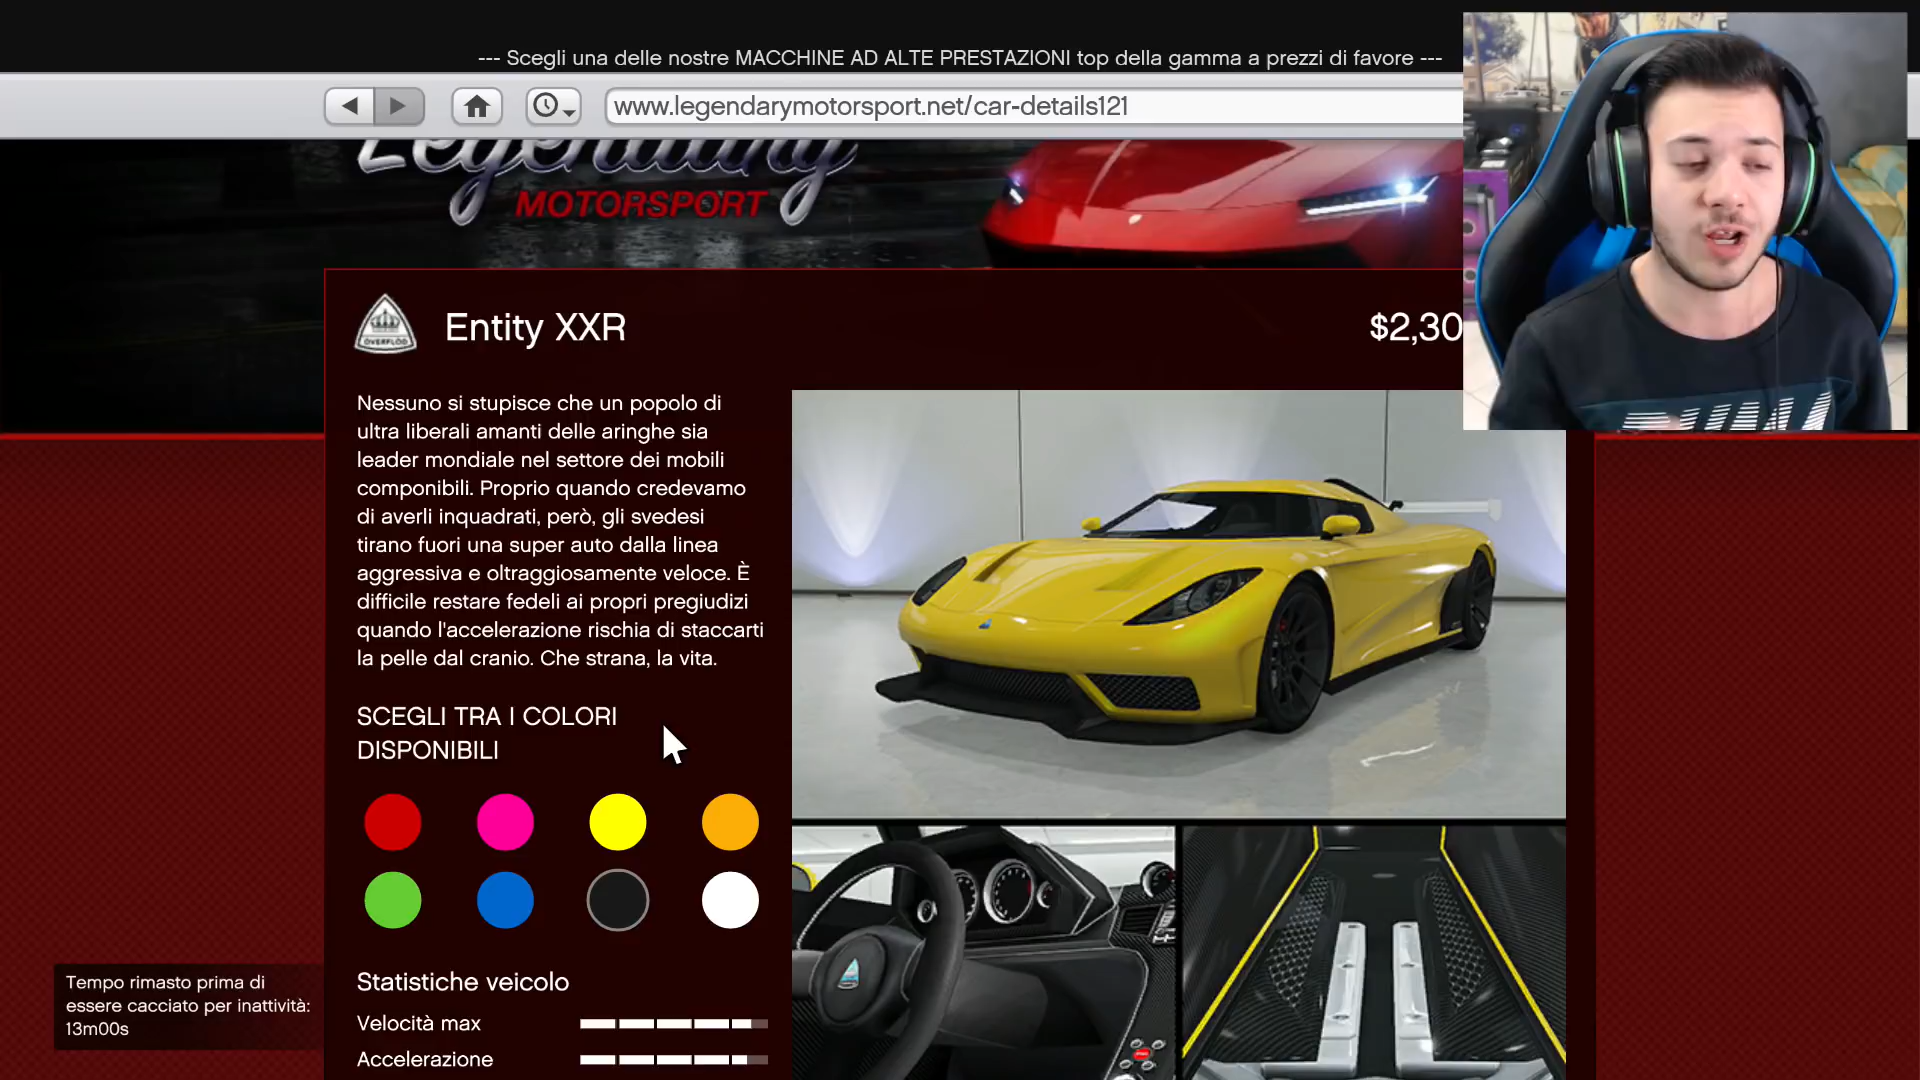 --- Scegli una delle nostre MACCHINE AD ALTE PRESTAZIONI top della gamma a prezzi di favore ---
www.legendarymotorsport.net/car-details121
Legendary
MOTORSPORT
OVERFLÖD
Entity XXR
$2,30
Nessuno si stupisce che un popolo di
ultra liberali amanti delle aringhe sia
leader mondiale nel settore dei mobili
componibili. Proprio quando credevamo
di averli inquadrati, però, gli svedesi
tirano fuori una super auto dalla linea
aggressiva e oltraggiosamente veloce. È
difficile restare fedeli ai propri pregiudizi
quando l'accelerazione rischia di staccarti
la pelle dal cranio. Che strana, la vita.
SCEGLI TRA I COLORI
DISPONIBILI
Statistiche veicolo
Velocità max
Accelerazione
Tempo rimasto prima di
essere cacciato per inattività:
13m00s